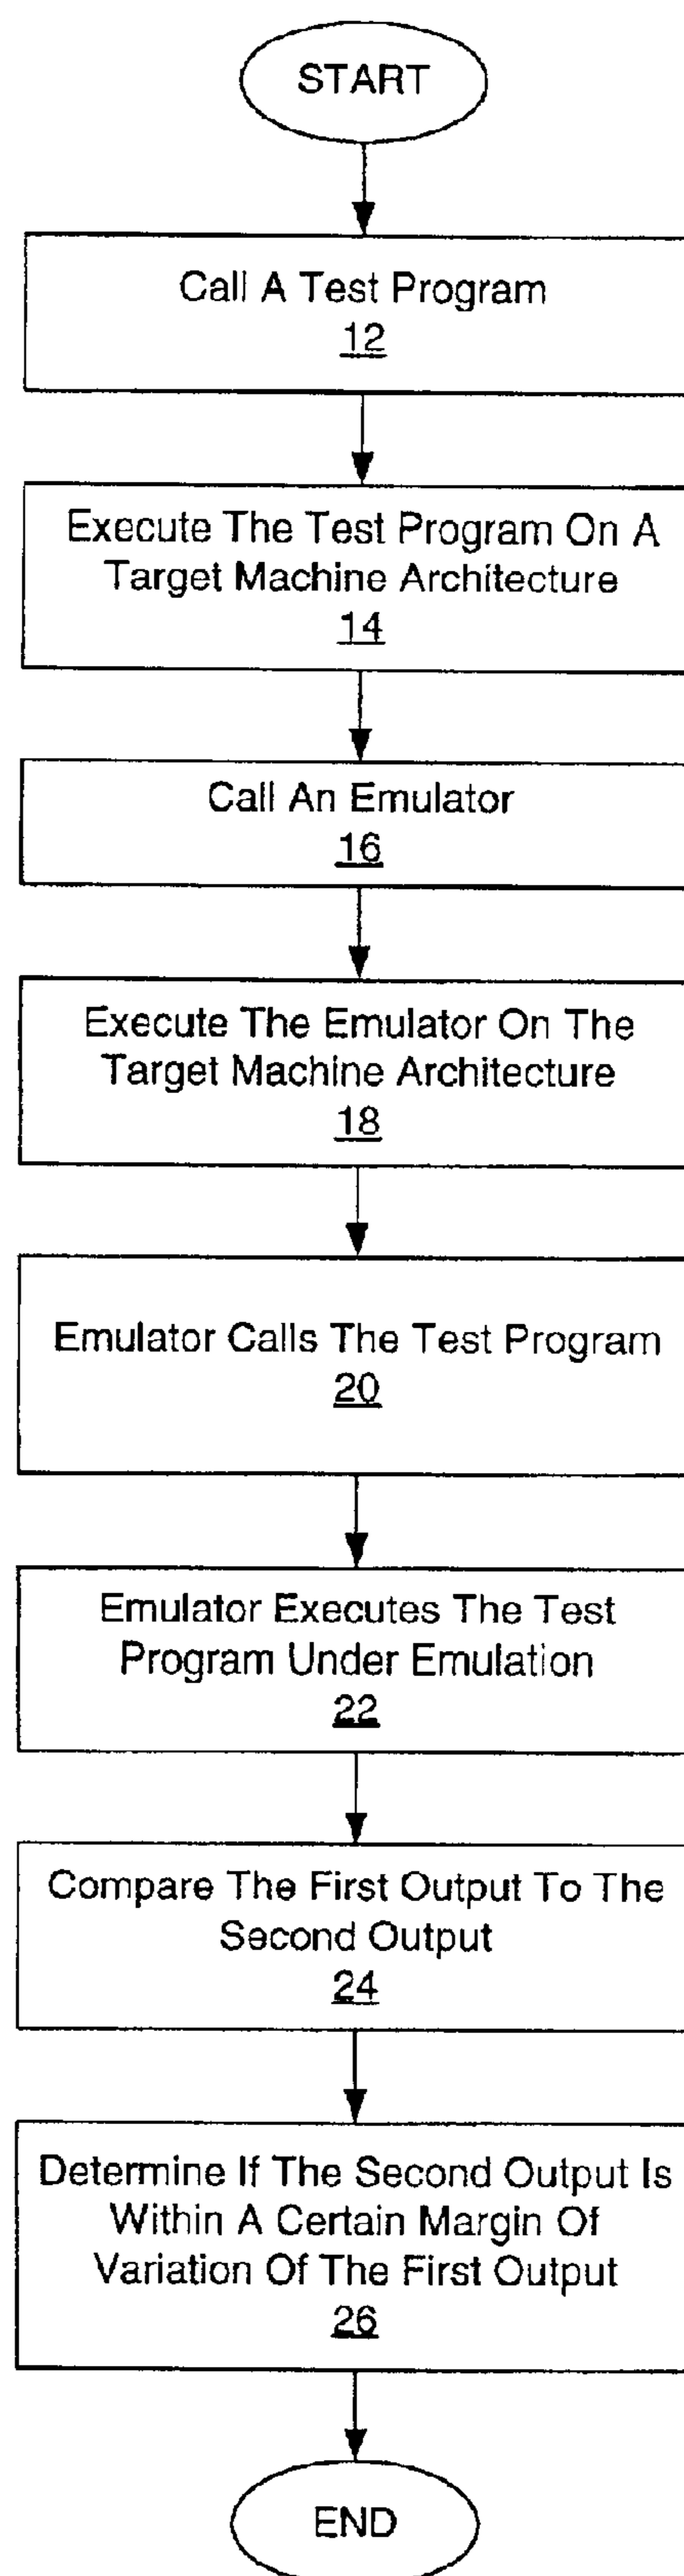 START
Call A Test Program
12
Execute The Test Program On A
Target Machine Architecture
14
Call An Emulator
16
Execute The Emulator On The
Target Machine Architecture
18
Emulator Calls The Test Program
20
Emulator Executes The Test
Program Under Emulation
22
Compare The First Output To The
Second Output
24
Determine If The Second Output Is
Within A Certain Margin Of
Variation Of The First Output
26
END